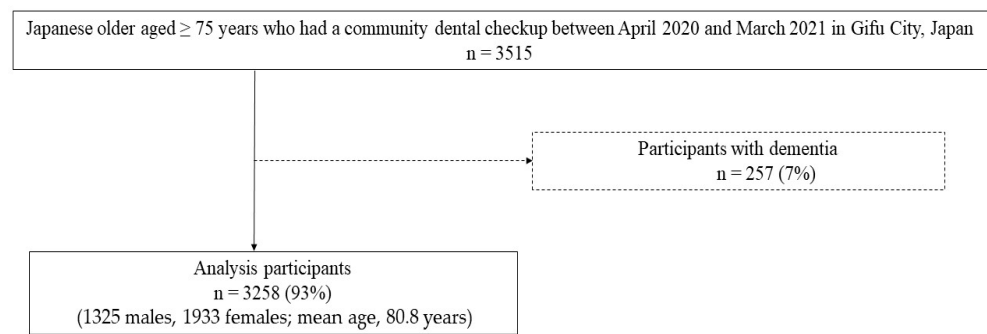 Japanese older aged ≥ 75 years who had a community dental checkup between April 2020 and March 2021 in Gifu City, Japan
n = 3515
Participants with dementia
n = 257 (7%)
Analysis participants
n = 3258 (93%)
(1325 males, 1933 females; mean age, 80.8 years)